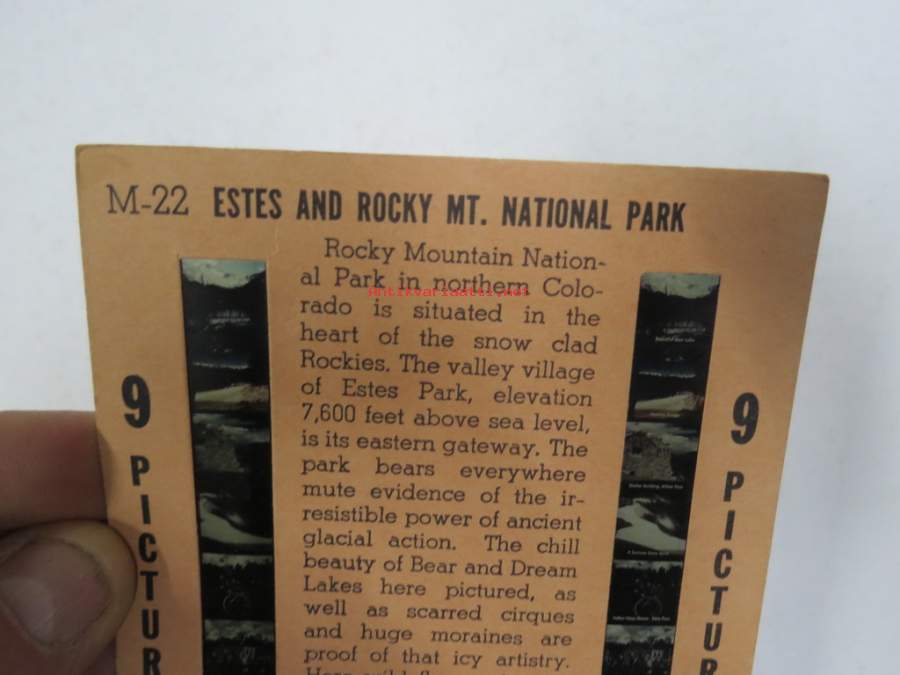 M-22 ESTES AND ROCKY MT. NATIONAL PARK
Rocky Mountain Nation-
al Park in northern Colo-
rado is situated in the
heart of the snow clad
Rockies. The valley village
of Estes Park, elevation
7,600 feet above sea level,
is its eastern gateway. The
park bears everywhere
mute evidence of the ir-
resistible power of ancient
glacial action. The chill
beauty of Bear and Dream
Lakes here pictured, as
well as scarred cirques
and huge moraines are
proof of that icy artistry.
9 PICTUR
9 PICTUR
Antikvariaatti.net